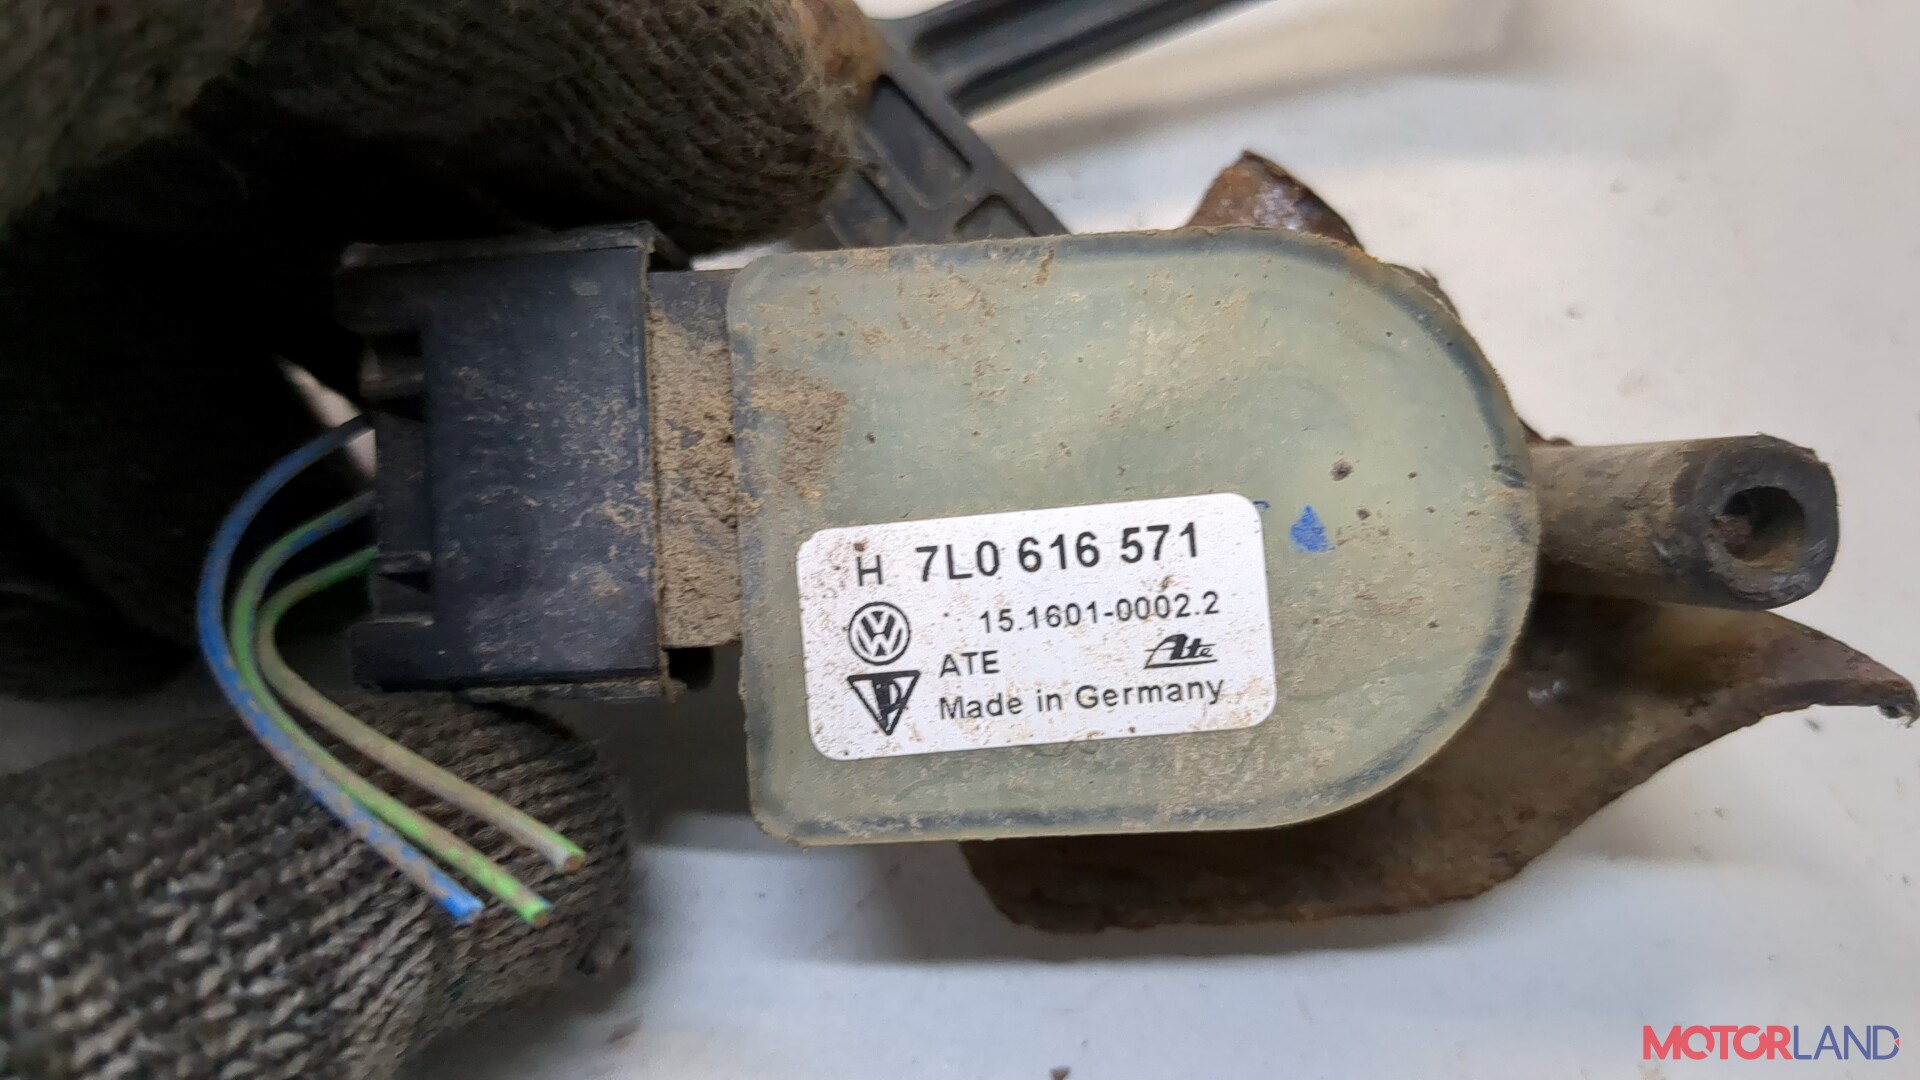 H 7L0 616 571
15.1601-0002.2
ATE Ate
Made in Germany
MOTORLAND